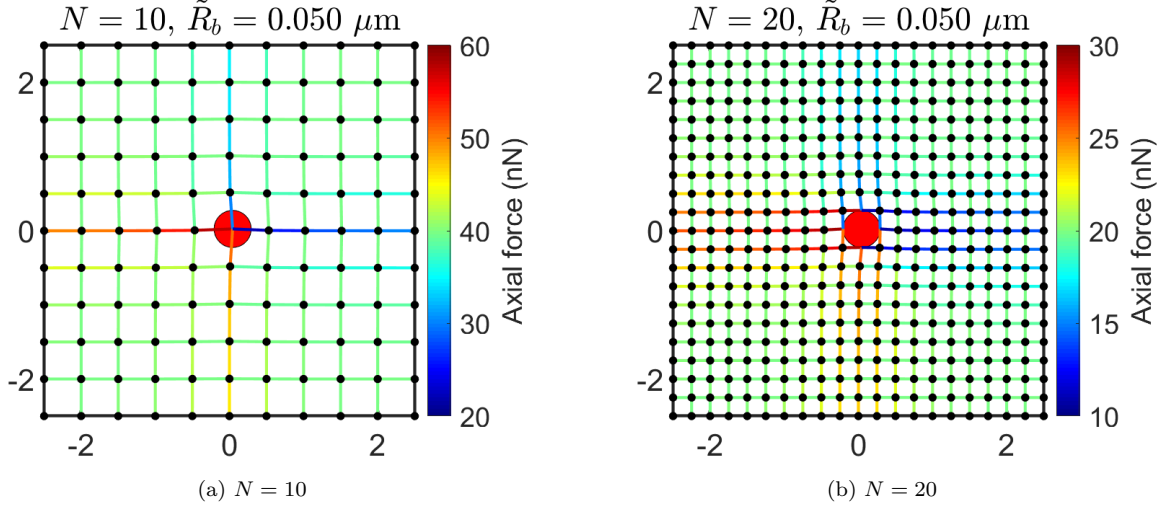 N = 10, R̃_b = 0.050 μm
60
50
40
30
20
Axial force (nN)
2
0
-2
-2 0 2
(a) N = 10
N = 20, R̃_b = 0.050 μm
30
25
20
15
10
Axial force (nN)
2
0
-2
-2 0 2
(b) N = 20